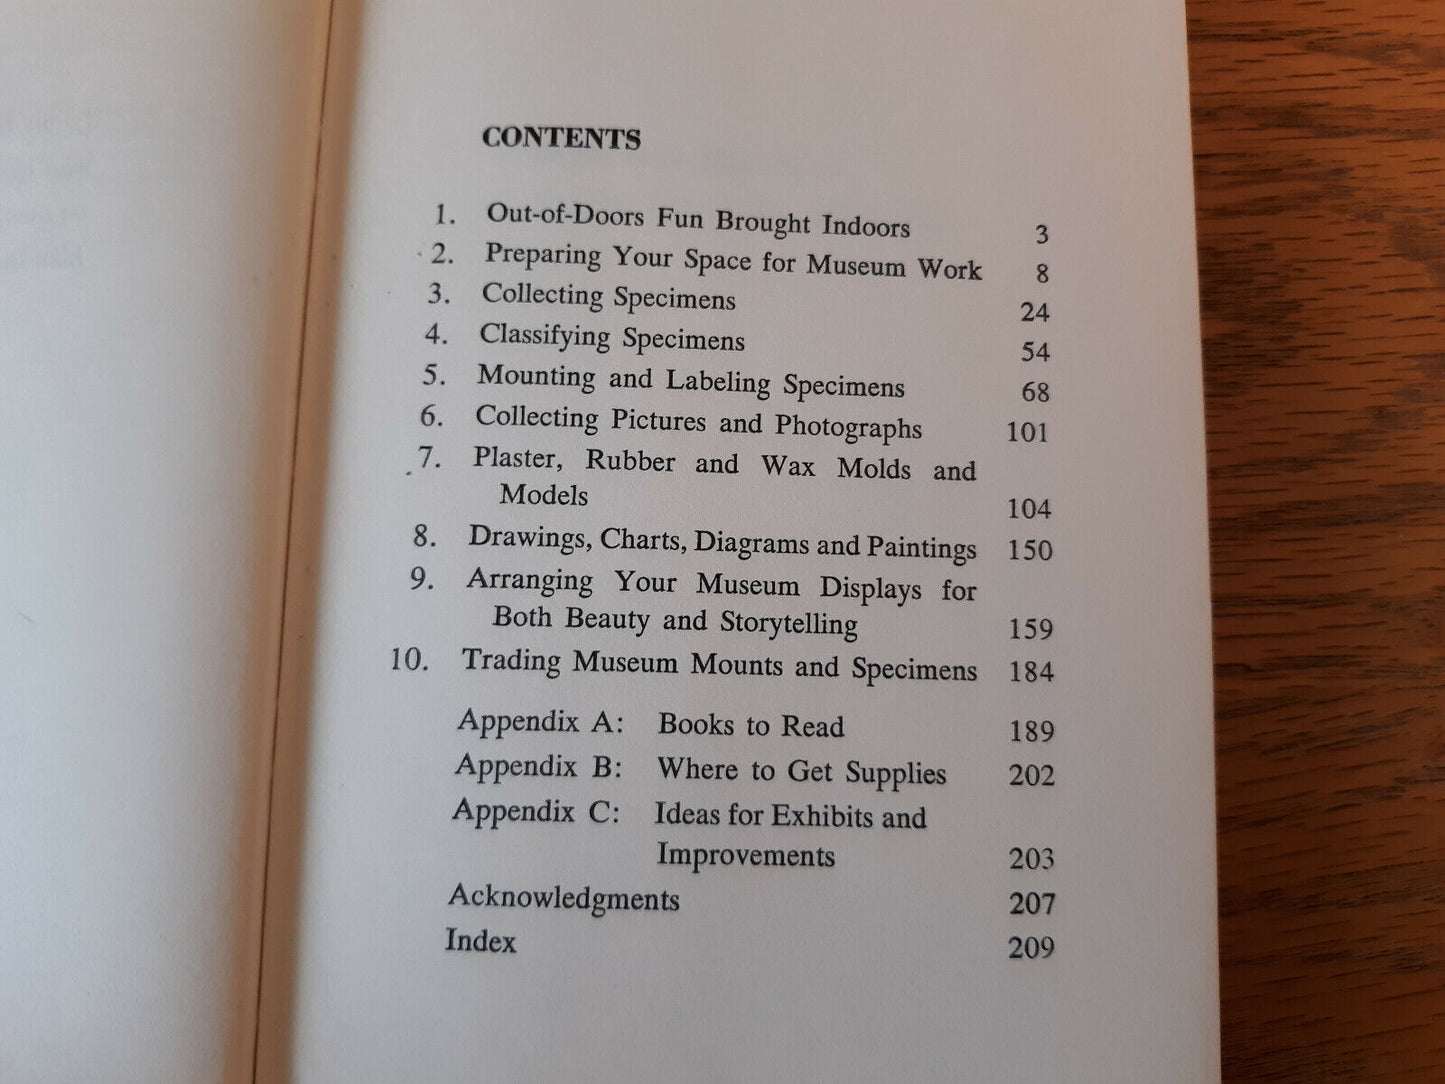 CONTENTS
1. Out-of-Doors Fun Brought Indoors 3
2. Preparing Your Space for Museum Work 8
3. Collecting Specimens 24
4. Classifying Specimens 54
5. Mounting and Labeling Specimens 68
6. Collecting Pictures and Photographs 101
7. Plaster, Rubber and Wax Molds and
Models 104
8. Drawings, Charts, Diagrams and Paintings 150
9. Arranging Your Museum Displays for
Both Beauty and Storytelling 159
10. Trading Museum Mounts and Specimens 184
Appendix A: Books to Read 189
Appendix B: Where to Get Supplies 202
Appendix C: Ideas for Exhibits and
Improvements 203
Acknowledgments 207
Index 209